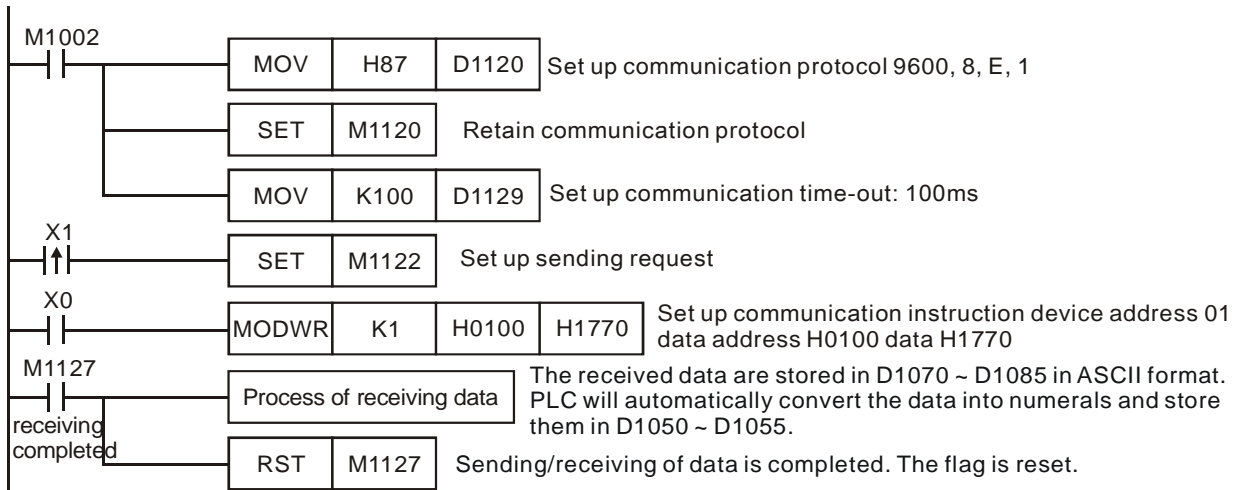 M1002
MOV H87 D1120 Set up communication protocol 9600, 8, E, 1
SET M1120 Retain communication protocol
MOV K100 D1129 Set up communication time-out: 100ms
X1
SET M1122 Set up sending request
X0
MODWR K1 H0100 H1770 Set up communication instruction device address 01
data address H0100 data H1770
M1127
receiving
completed
Process of receiving data
The received data are stored in D1070 ~ D1085 in ASCII format.
PLC will automatically convert the data into numerals and store
them in D1050 ~ D1055.
RST M1127 Sending/receiving of data is completed. The flag is reset.